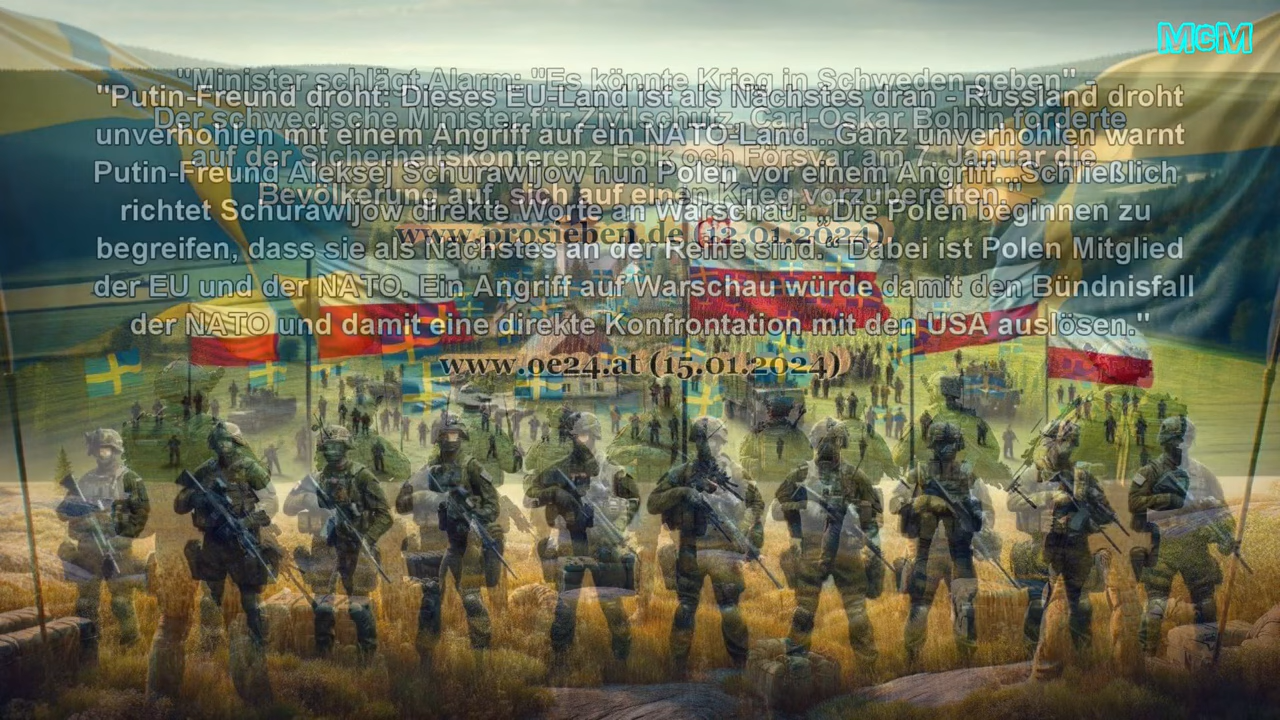 McM
"Minister schlägt Alarm: "Es könnte Krieg in Schweden geben" -
Der schwedische Minister für Zivilschutz, Carl-Oskar Bohlin, forderte
auf der Sicherheitskonferenz Folk och Försvar am 7. Januar die
Bevölkerung auf, sich auf einen Krieg vorzubereiten."
www.prosieben.de (12.01.2024)
"Putin-Freund droht: Dieses EU-Land ist als Nächstes dran - Russland droht
unverhohlen mit einem Angriff auf ein NATO-Land...Ganz unverhohlen warnt
Putin-Freund Aleksej Schurawljow nun Polen vor einem Angriff...Schließlich
richtet Schurawljow direkte Worte an Warschau: „Die Polen beginnen zu
begreifen, dass sie als Nächstes an der Reihe sind.“ Dabei ist Polen Mitglied
der EU und der NATO. Ein Angriff auf Warschau würde damit den Bündnisfall
der NATO und damit eine direkte Konfrontation mit den USA auslösen."
www.oe24.at (15.01.2024)